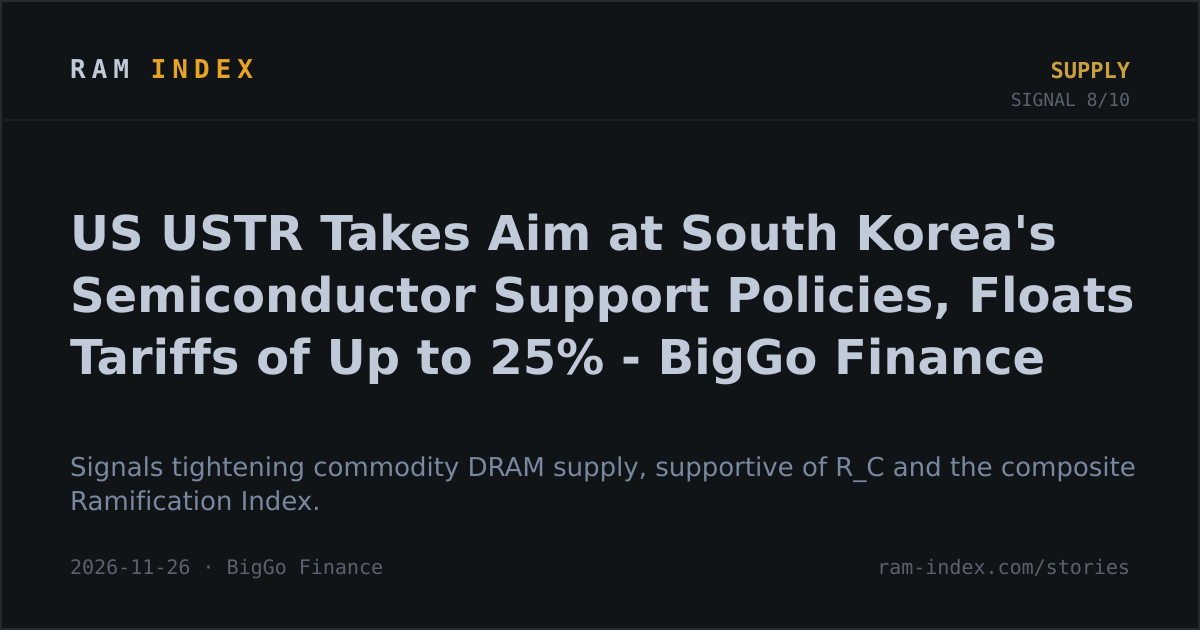 RAM INDEX
SUPPLY
SIGNAL 8/10
US USTR Takes Aim at South Korea's
Semiconductor Support Policies, Floats
Tariffs of Up to 25% - BigGo Finance
Signals tightening commodity DRAM supply, supportive of R_C and the composite
Ramification Index.
2026-11-26 · BigGo Finance
ram-index.com/stories